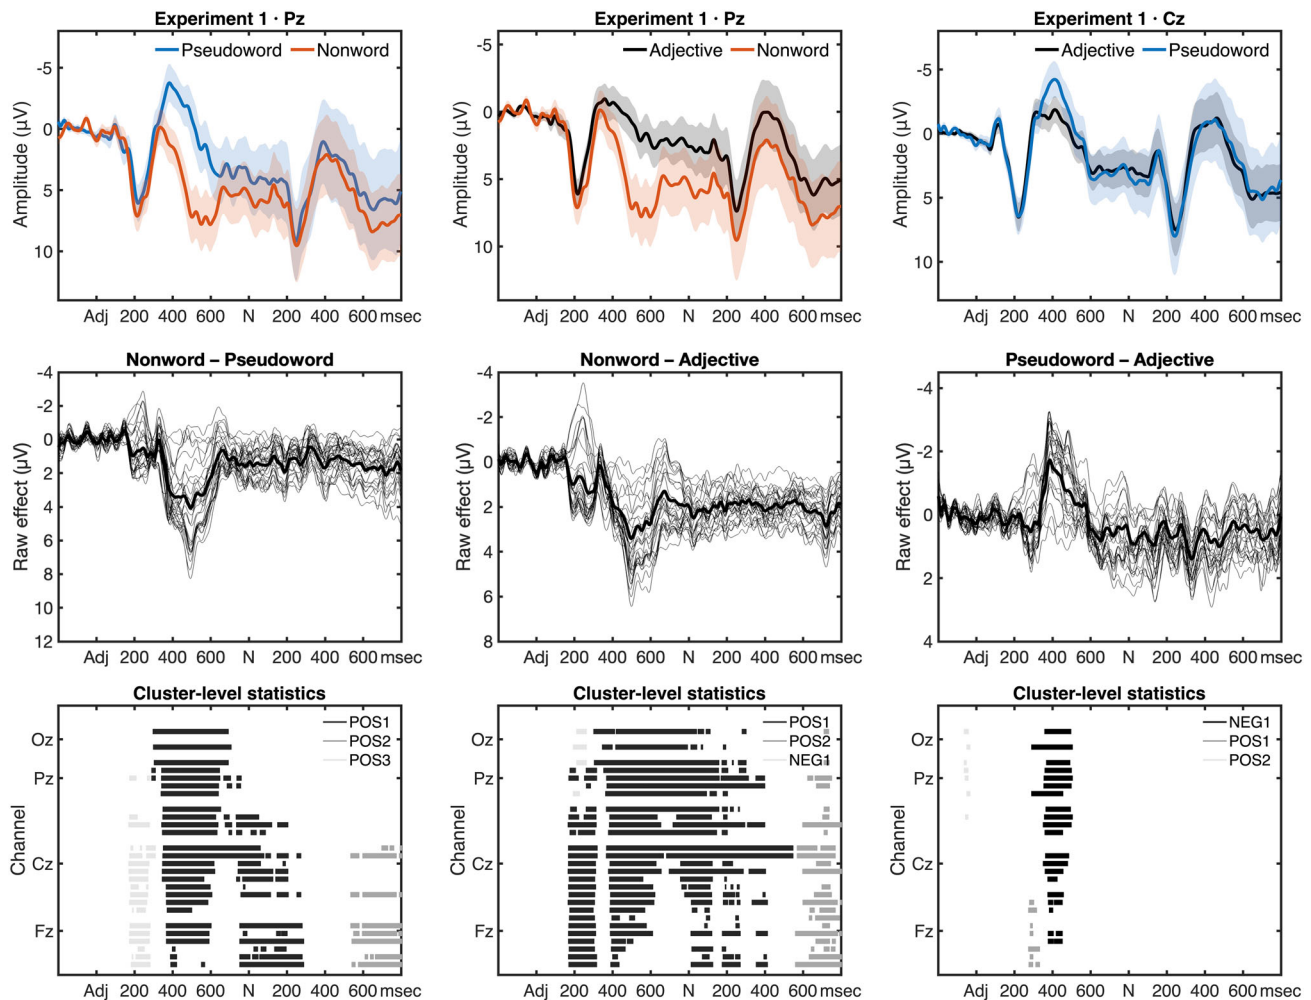 Experiment 1 · Pz
Pseudoword Nonword
-5
0
5
10
Amplitude (µV)
Adj 200 400 600 N 200 400 600 msec
Experiment 1 · Pz
Adjective Nonword
-5
0
5
10
Amplitude (µV)
Adj 200 400 600 N 200 400 600 msec
Experiment 1 · Cz
Adjective Pseudoword
-5
0
5
10
Amplitude (µV)
Adj 200 400 600 N 200 400 600 msec
Nonword – Pseudoword
-4
-2
0
2
4
6
8
10
12
Raw effect (µV)
Adj 200 400 600 N 200 400 600 msec
Nonword – Adjective
-4
-2
0
2
4
6
8
Raw effect (µV)
Adj 200 400 600 N 200 400 600 msec
Pseudoword – Adjective
-4
-2
0
2
4
Raw effect (µV)
Adj 200 400 600 N 200 400 600 msec
Cluster-level statistics
POS1
POS2
POS3
Oz
Pz
Cz
Fz
Channel
Adj 200 400 600 N 200 400 600 msec
Cluster-level statistics
POS1
POS2
NEG1
Oz
Pz
Cz
Fz
Channel
Adj 200 400 600 N 200 400 600 msec
Cluster-level statistics
NEG1
POS1
POS2
Oz
Pz
Cz
Fz
Channel
Adj 200 400 600 N 200 400 600 msec